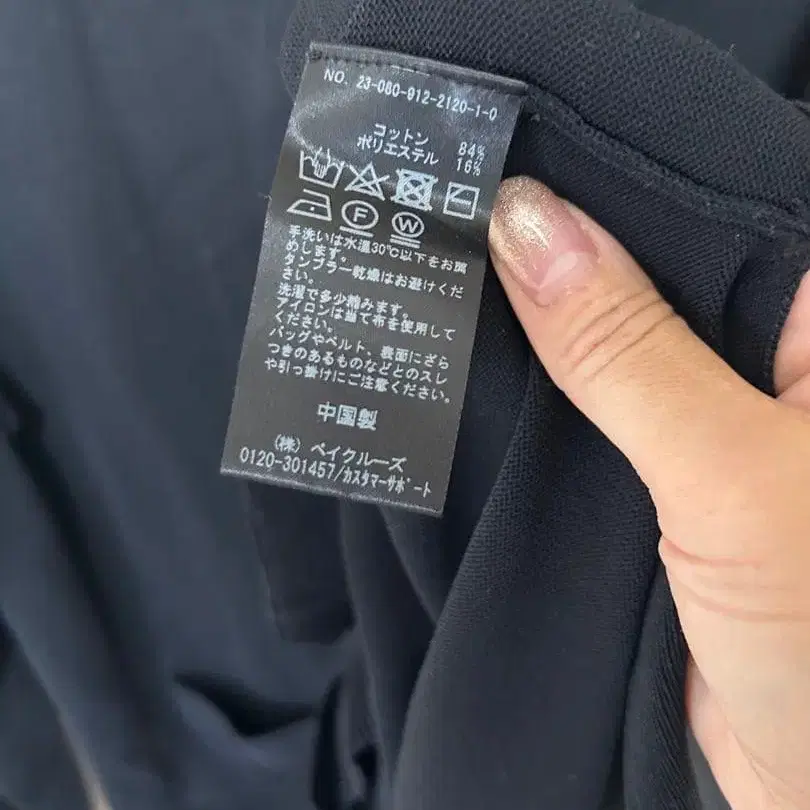 NO. 23-080-912-2120-1-0
コットン 84%
ポリエステル 16%
F W
手洗いは水温30℃以下をお薦
めします。
タンブラー乾燥はお避けくだ
さい。
洗濯で多少縮みます。
アイロンは当て布を使用して
ください。
バッグやベルト、表面にざら
つきのあるものなどとのスレ
や引っ掛けにご注意ください。
中国製
(株) ベイクルーズ
0120-301457/カスタマーサポート